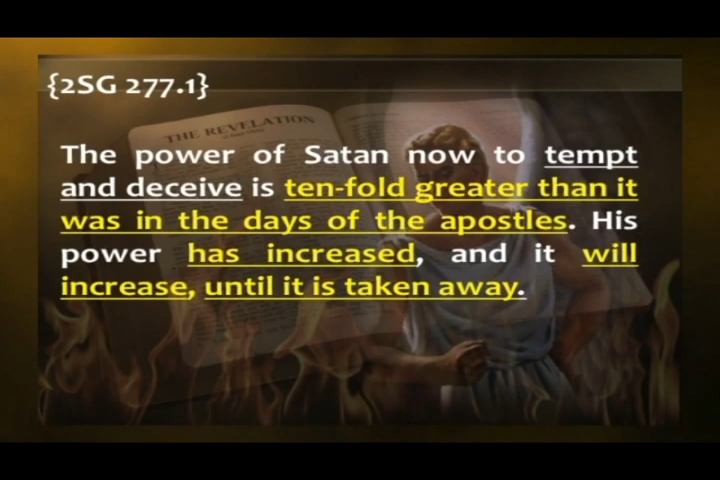 {2SG 277.1}
THE REVELATION
The power of Satan now to tempt
and deceive is ten-fold greater than it
was in the days of the apostles. His
power has increased, and it will
increase, until it is taken away.